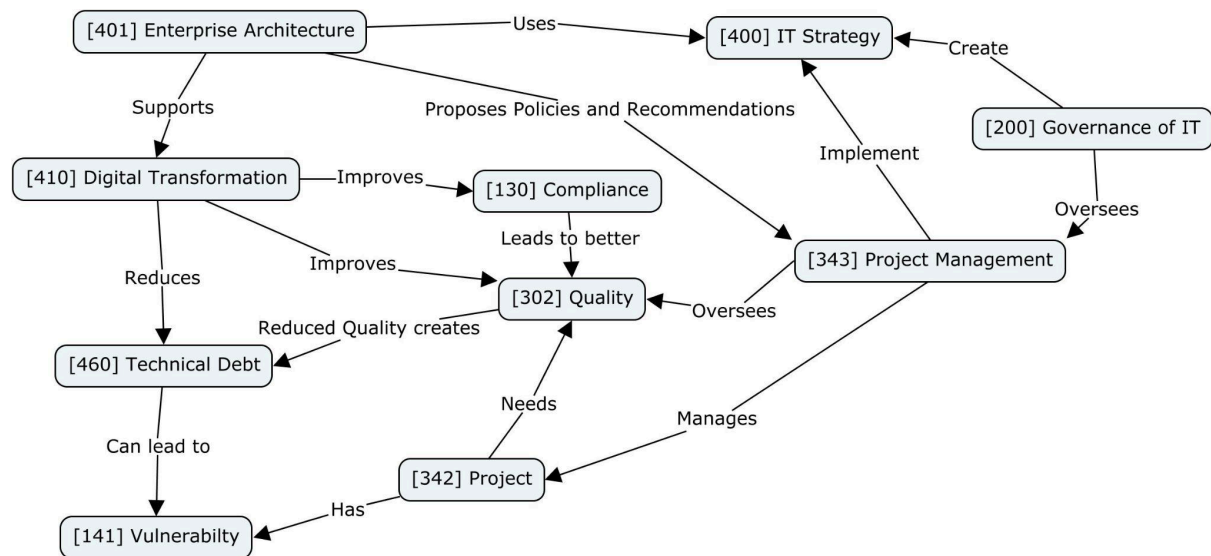 [401] Enterprise Architecture
Uses
[400] IT Strategy
Create
Supports
Proposes Policies and Recommendations
[200] Governance of IT
Implement
[410] Digital Transformation
Improves
[130] Compliance
Oversees
Leads to better
[343] Project Management
Improves
Reduces
[302] Quality
Oversees
Reduced Quality creates
[460] Technical Debt
Needs
Manages
Can lead to
[342] Project
Has
[141] Vulnerabilty